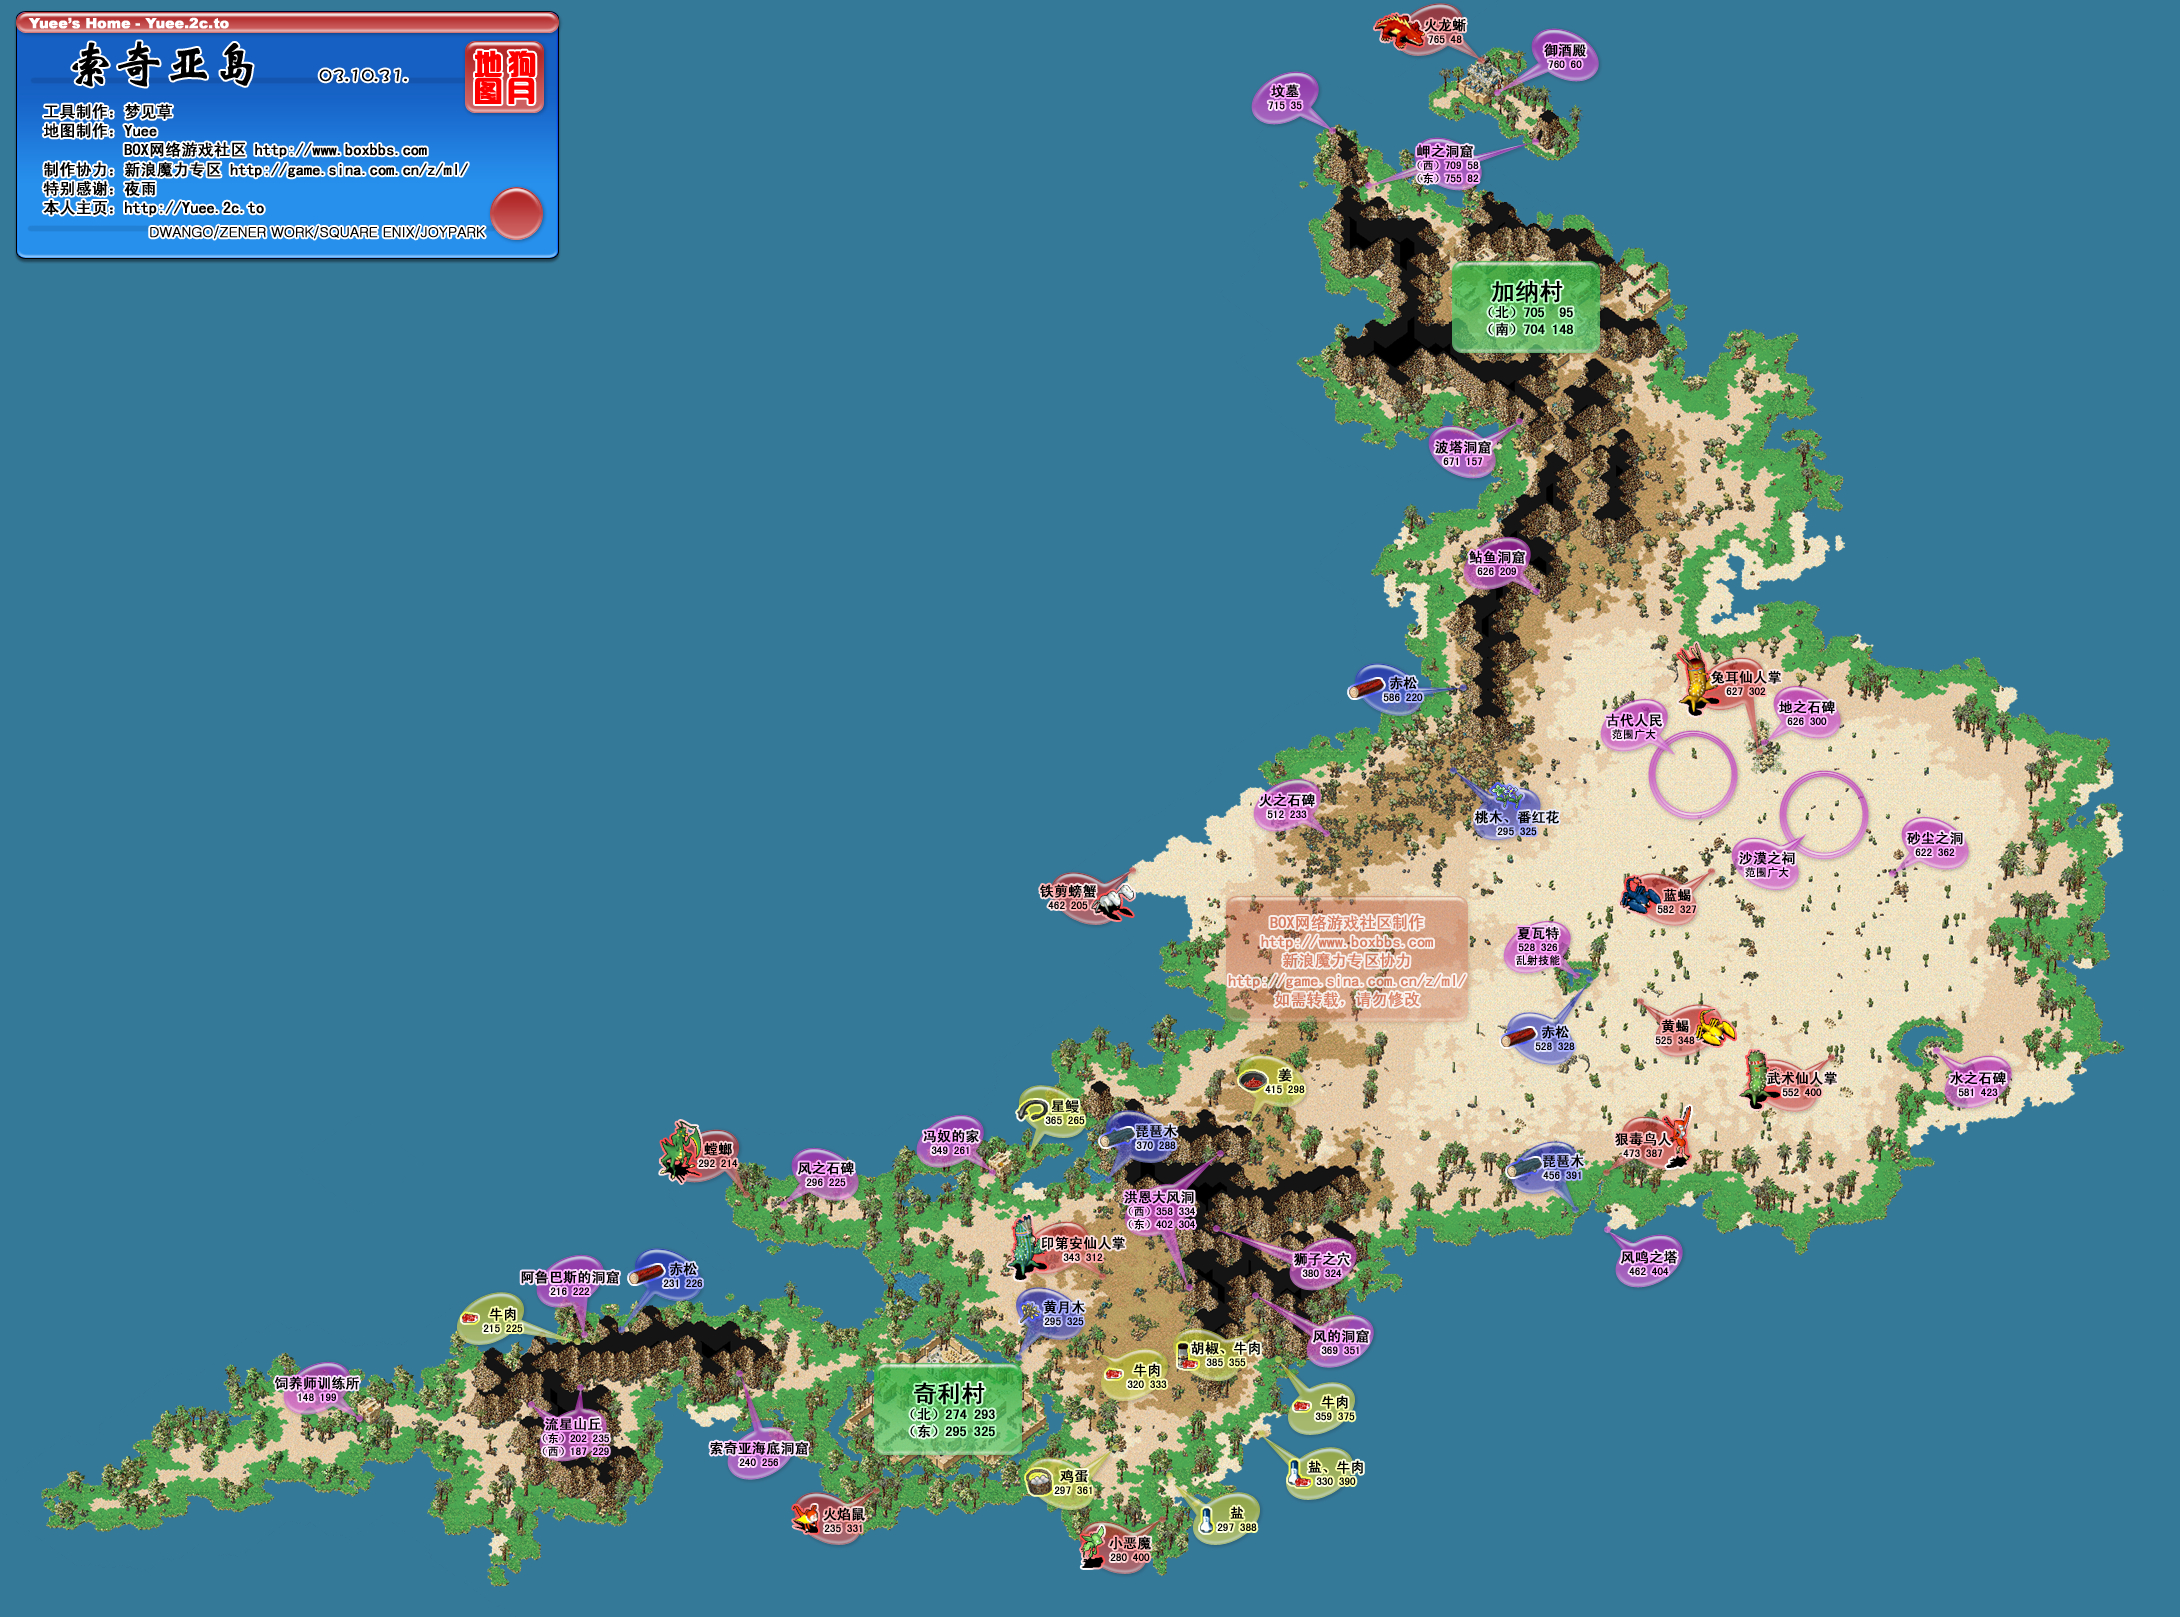 Yuee's Home - Yuee.2c.to
索奇亚岛
03.10.31.
狗月
地图
工具制作：梦见草
地图制作：Yuee
BOX网络游戏社区 http://www.boxbbs.com
制作协力：新浪魔力专区 http://game.sina.com.cn/z/ml/
特别感谢：夜雨
本人主页：http://Yuee.2c.to
DWANGO/ZENER WORK/SQUARE ENIX/JOYPARK
火龙蜥
765 48
御酒殿
760 60
坟墓
715 35
岬之洞窟
（西）709 58
（东）755 82
加纳村
（北）705 95
（南）704 148
波塔洞窟
671 157
鲇鱼洞窟
626 209
赤松
586 220
兔耳仙人掌
627 302
地之石碑
626 300
古代人民
范围广大
火之石碑
512 233
桃木、番红花
295 325
砂尘之洞
622 362
沙漠之祠
范围广大
铁剪螃蟹
462 205
蓝蝎
582 327
BOX网络游戏社区制作
http://www.boxbbs.com
新浪魔力专区协力
http://game.sina.com.cn/z/ml/
如需转载，请勿修改
夏瓦特
528 326
乱射技能
赤松
528 328
黄蝎
525 348
武术仙人掌
552 400
水之石碑
581 423
姜
415 298
星鳗
365 265
琵琶木
370 288
冯奴的家
349 261
狠毒鸟人
473 387
琵琶木
456 391
螳螂
292 214
风之石碑
296 225
洪恩大风洞
（西）358 334
（东）402 304
印第安仙人掌
343 312
狮子之穴
380 324
风鸣之塔
462 404
阿鲁巴斯的洞窟
216 222
赤松
231 226
牛肉
215 225
黄月木
295 325
风的洞窟
369 351
胡椒、牛肉
385 355
牛肉
320 333
饲养师训练所
148 199
奇利村
（北）274 293
（东）295 325
牛肉
359 375
流星山丘
（东）202 235
（西）187 229
索奇亚海底洞窟
240 256
鸡蛋
297 361
盐、牛肉
330 390
火焰鼠
235 331
盐
297 388
小恶魔
280 400